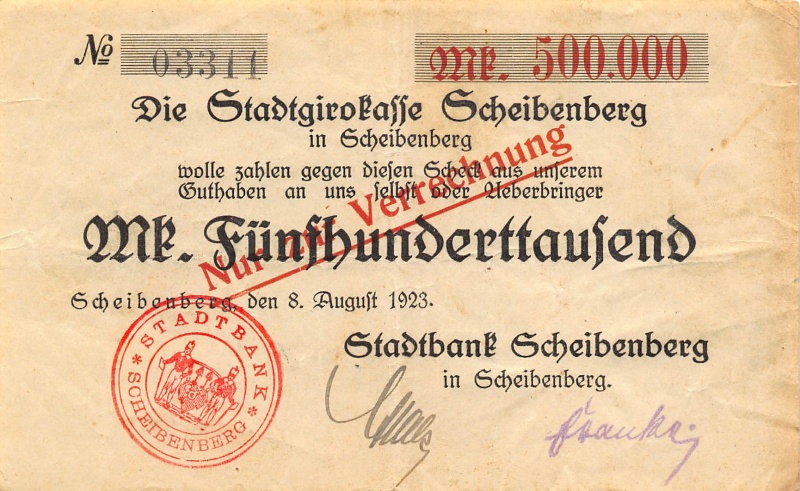 № 03311
Mk. 500.000
Die Stadtgirokasse Scheibenberg
in Scheibenberg
wolle zahlen gegen diesen Scheck aus unserem
Guthaben an uns selbst oder Ueberbringer
Mk. Fünfhunderttausend
Nur zur Verrechnung
Scheibenberg, den 8. August 1923.
Stadtbank Scheibenberg
in Scheibenberg.
* STADTBANK *
SCHEIBENBERG
Franke